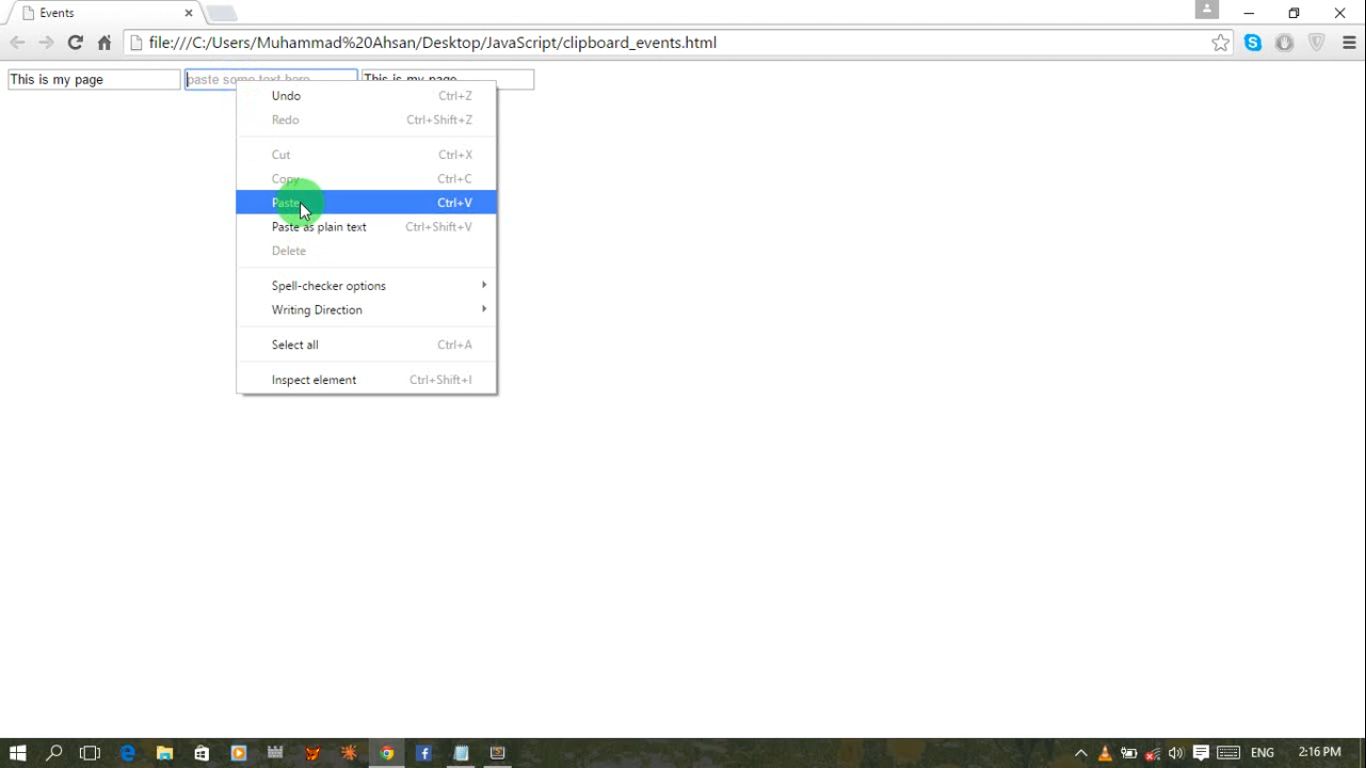 Events
file:///C:/Users/Muhammad%20Ahsan/Desktop/JavaScript/clipboard_events.html
This is my page paste some text here This is my page
Undo Ctrl+Z
Redo Ctrl+Shift+Z
Cut Ctrl+X
Copy Ctrl+C
Paste Ctrl+V
Paste as plain text Ctrl+Shift+V
Delete
Spell-checker options
Writing Direction
Select all Ctrl+A
Inspect element Ctrl+Shift+I
ENG 2:16 PM